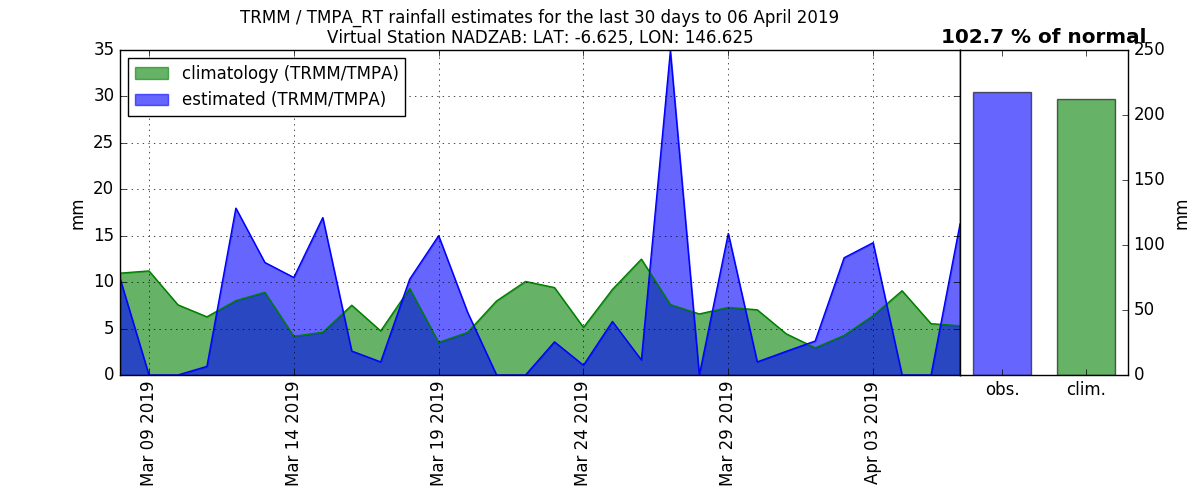 TRMM / TMPA_RT rainfall estimates for the last 30 days to 06 April 2019
Virtual Station NADZAB: LAT: -6.625, LON: 146.625
102.7 % of normal
climatology (TRMM/TMPA)
estimated (TRMM/TMPA)
35
30
25
20
15
10
5
0
mm
Mar 09 2019
Mar 14 2019
Mar 19 2019
Mar 24 2019
Mar 29 2019
Apr 03 2019
obs.
clim.
250
200
150
100
50
0
mm